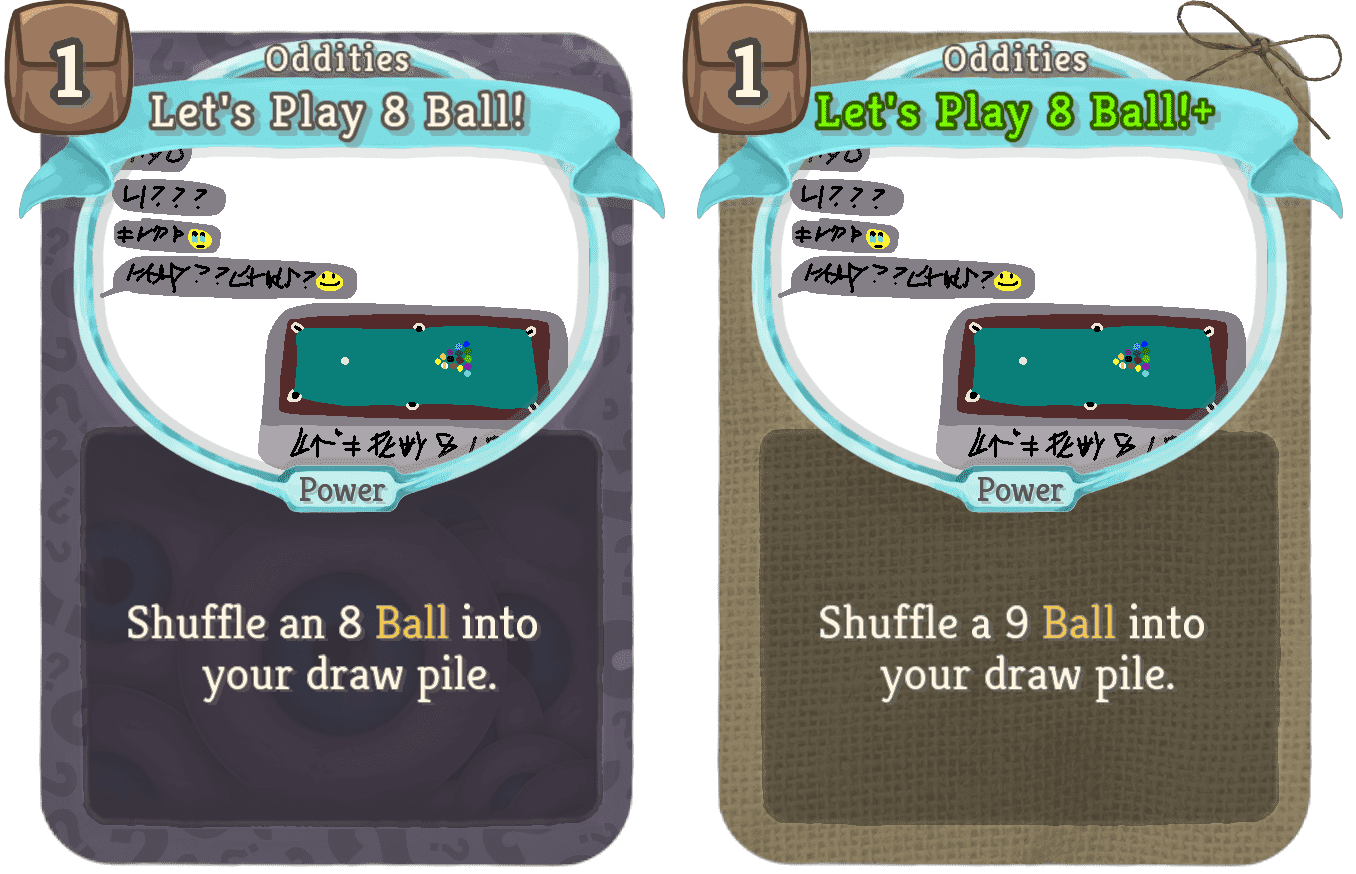 1
Oddities
Let's Play 8 Ball!
Power
Shuffle an 8 Ball into
your draw pile.
1
Oddities
Let's Play 8 Ball!+
Power
Shuffle a 9 Ball into
your draw pile.